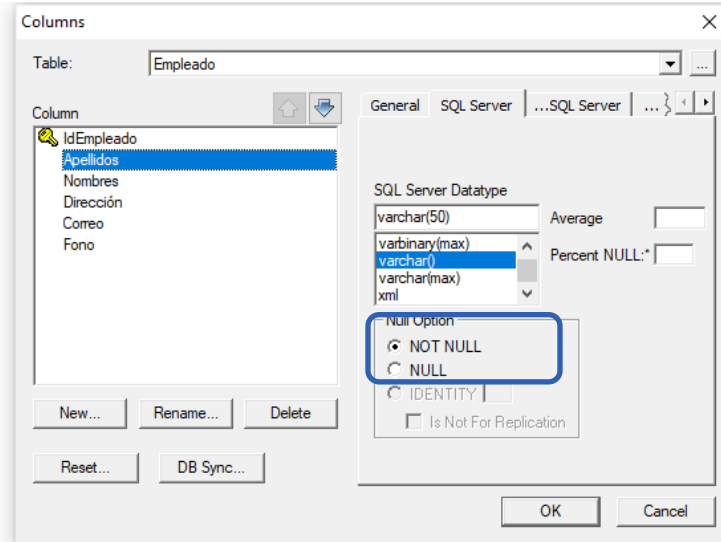 Columns
Table: Empleado ...
Column
IdEmpleado
Apellidos
Nombres
Dirección
Correo
Fono
New... Rename... Delete
Reset... DB Sync...
General SQL Server ...SQL Server ...
SQL Server Datatype
varchar(50) Average
varbinary(max) Percent NULL:*
varchar()
varchar(max)
xml
Null Option
NOT NULL
NULL
IDENTITY
Is Not For Replication
OK Cancel